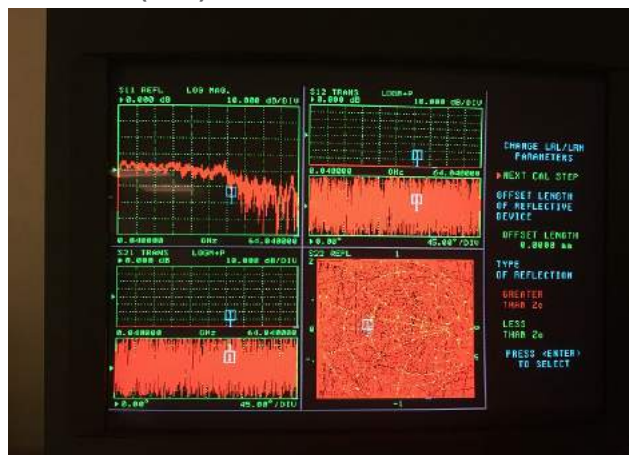 S11 REFL LOG MAG.
▶0.000 dB 10.000 dB/DIV
0.040000 GHz 64.040000
S12 TRANS LOGM+P
▶0.000 dB 10.000 dB/DIV
0.040000 GHz 64.040000
▶0.00° 45.00°/DIV
S21 TRANS LOGM+P
▶0.000 dB 10.000 dB/DIV
0.040000 GHz 64.040000
▶0.00° 45.00°/DIV
S22 REFL 1
2
-1
CHANGE LRL/LRM
PARAMETERS
▶NEXT CAL STEP
OFFSET LENGTH
OF REFLECTIVE
DEVICE
OFFSET LENGTH
0.0000 mm
TYPE
OF REFLECTION
GREATER
THAN Zo
LESS
THAN Zo
PRESS <ENTER>
TO SELECT